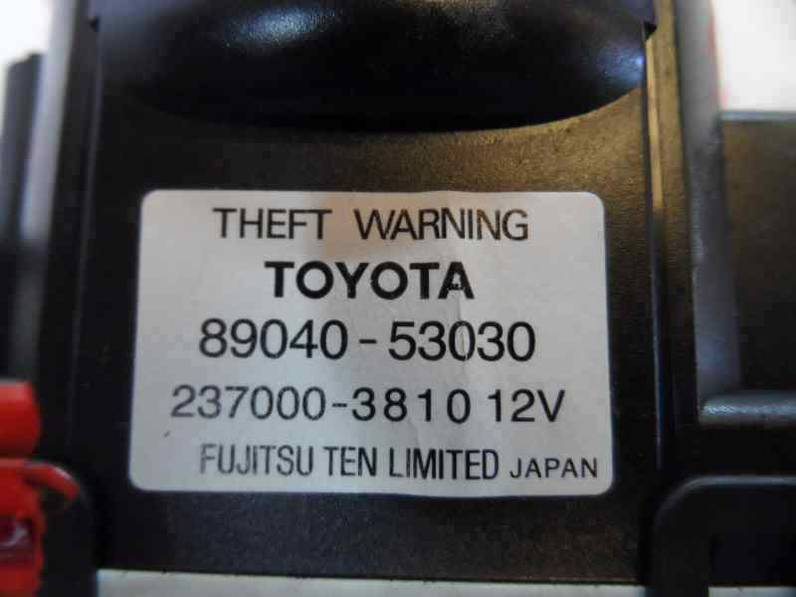 THEFT WARNING
TOYOTA
89040-53030
237000-3810 12V
FUJITSU TEN LIMITED JAPAN